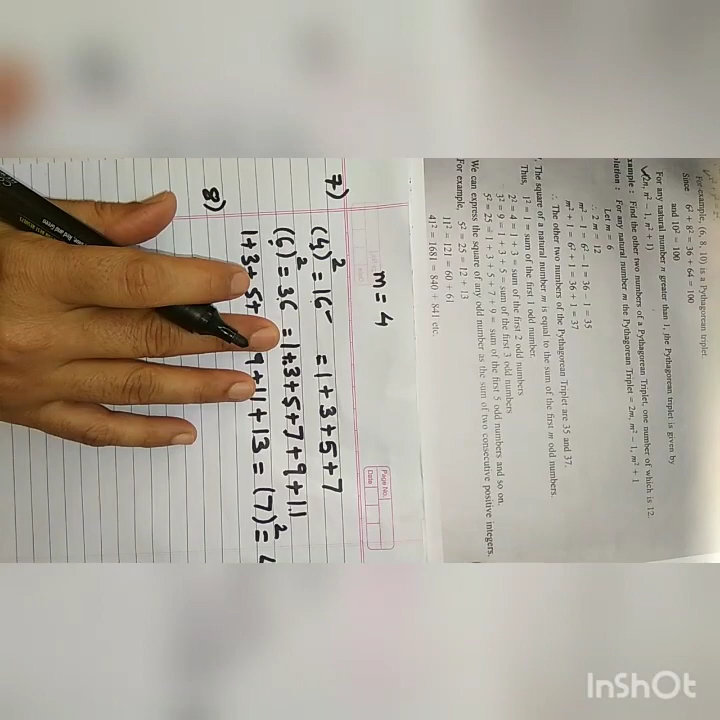 For example, (6, 8, 10) is a Pythagorean triplet.
Since 6² + 8² = 36 + 64 = 100
and 10² = 100
For any natural number n greater than 1, the Pythagorean triplet is given by
(2n, n² − 1, n² + 1)
Example : Find the other two numbers of a Pythagorean Triplet, one number of which is 12.
lution : For any natural number m the Pythagorean Triplet = 2m, m² − 1, m² + 1
Let m = 6
∴ 2 m = 12
m² − 1 = 6² − 1 = 36 − 1 = 35
m² + 1 = 6² + 1 = 36 + 1 = 37
∴ The other two numbers of the Pythagorean Triplet are 35 and 37.
. The square of a natural number m is equal to the sum of the first m odd numbers.
Thus, 1² = 1 = sum of the first 1 odd number.
2² = 4 = 1 + 3 = sum of the first 2 odd numbers
3² = 9 = 1 + 3 + 5 = sum of the first 3 odd numbers
5² = 25 = 1 + 3 + 5 + 7 + 9 = sum of the first 5 odd numbers and so on.
We can express the square of any odd number as the sum of two consecutive positive integers.
For example, 5² = 25 = 12 + 13
11² = 121 = 60 + 61
41² = 1681 = 840 + 841 etc.
Page No.
Date
m = 4
7) (4)² = 16 = 1 + 3 + 5 + 7
(6)² = 36 = 1+3+5+7+9+11
1+3+5+ 9+11+13 = (7)² = 4
8)
InShOt